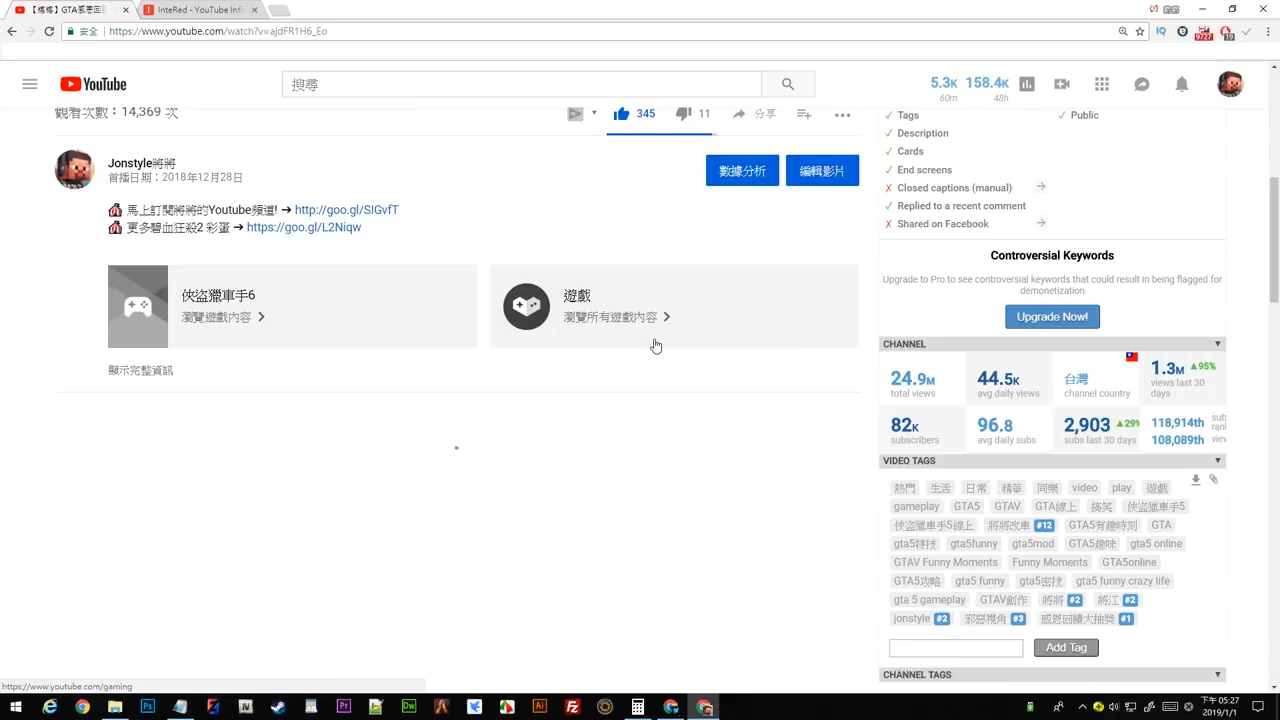 InteRed - YouTube Infl
安全 | https://www.youtube.com/watch?v=ajdFR1H6_Eo
YouTube
搜尋
5.3K 158.4K
60m 48h
觀看次數：14,369 次
345
11
分享
Jonstyle將將
首播日期：2018年12月28日
數據分析
編輯影片
馬上訂閱將將的Youtube頻道! ➜ http://goo.gl/SIGvfT
更多碧血狂殺2 彩蛋 ➜ https://goo.gl/L2Niqw
俠盜獵車手6
瀏覽遊戲內容
遊戲
瀏覽所有遊戲內容
顯示完整資訊
Tags
Public
Description
Cards
End screens
Closed captions (manual)
Replied to a recent comment
Shared on Facebook
Controversial Keywords
Upgrade to Pro to see controversial keywords that could result in being flagged for
demonetization
Upgrade Now!
CHANNEL
24.9M
total views
44.5K
avg daily views
台灣
channel country
1.3M ▲95%
views last 30
days
82K
subscribers
96.8
avg daily subs
2,903 ▲29%
subs last 30 days
118,914th sub
rank
108,089th view
VIDEO TAGS
熱門 生活 日常 精華 同樂 video play 遊戲
gameplay GTA5 GTAV GTA線上 搞笑 俠盜獵車手5
俠盜獵車手5線上 將將改車 #12 GTA5有趣時刻 GTA
gta5特技 gta5funny gta5mod GTA5趣味 gta5 online
GTAV Funny Moments Funny Moments GTA5online
GTA5攻略 gta5 funny gta5密技 gta5 funny crazy life
gta 5 gameplay GTAV創作 將將 #2 將江 #2
jonstyle #2 邪惡視角 #3 感恩回饋大抽獎 #1
Add Tag
CHANNEL TAGS
https://www.youtube.com/gaming
下午 05:27
2019/1/1